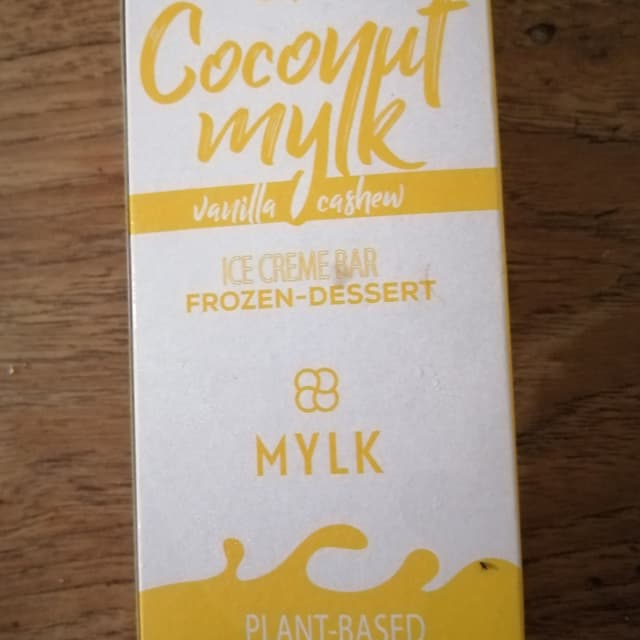 Coconut
mylk
vanilla cashew
ICE CREME BAR
FROZEN-DESSERT
MYLK
PLANT-BASED